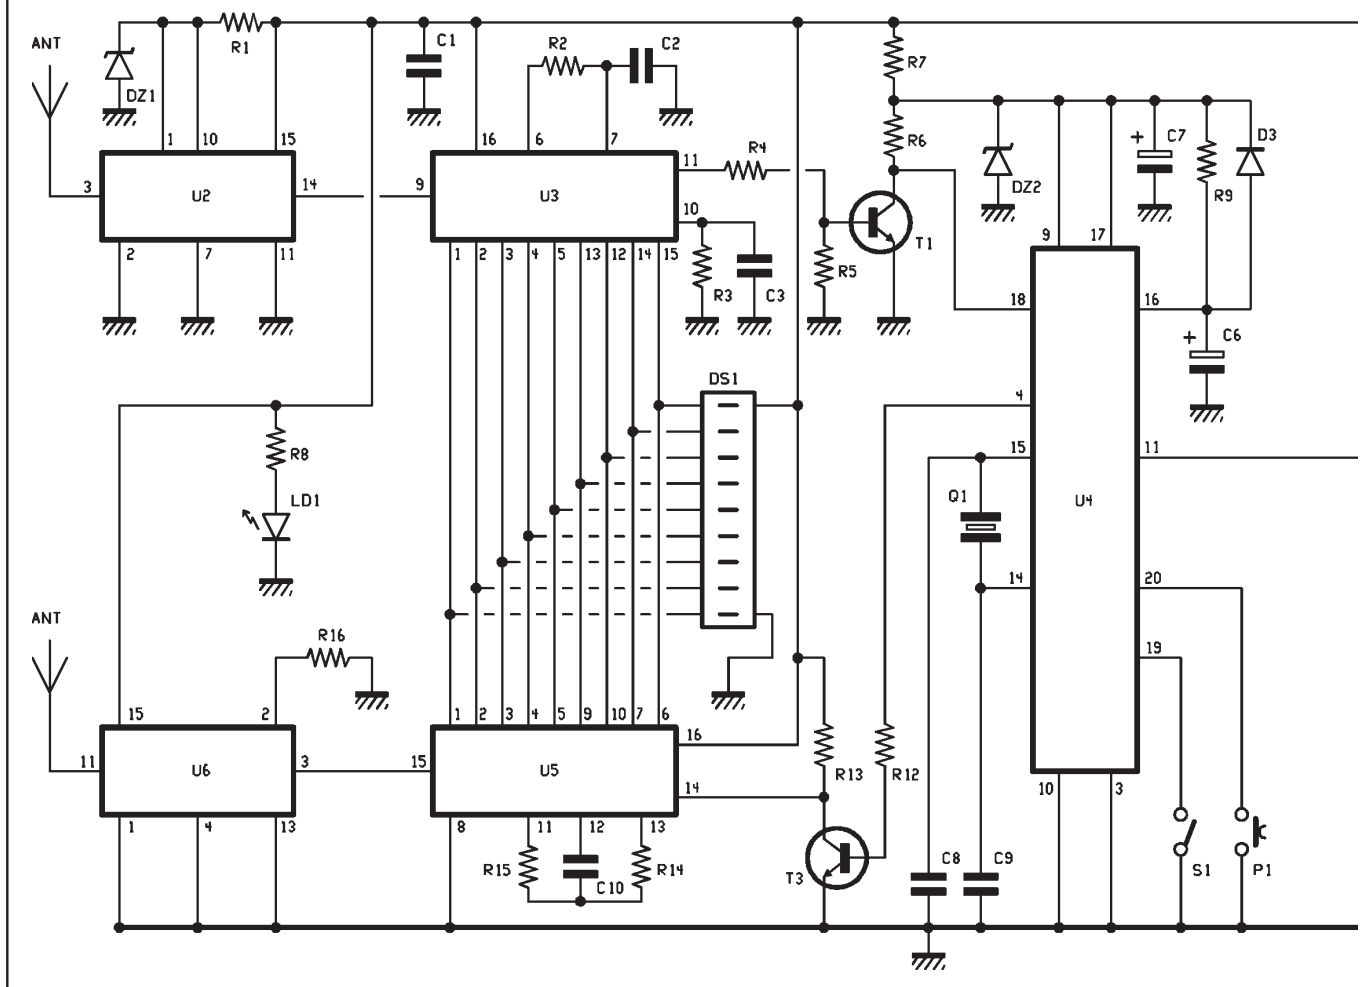 ANT
R1
C1
R2
C2
R7
DZ1
1
10
15
16
6
7
R4
R6
+
C7
D3
DZ2
R9
3
U2
14
9
U3
11
10
T1
9
17
2
7
11
1
2
3
4
5
13
12
14
15
R3
C3
R5
18
16
+
C6
DS1
4
R8
15
11
LD1
Q1
U4
14
20
ANT
R16
19
15
2
1
2
3
4
5
9
10
7
6
16
11
U6
3
15
U5
14
R13
R12
10
3
1
4
13
8
11
12
13
R15
C10
R14
T3
C8
C9
S1
P1